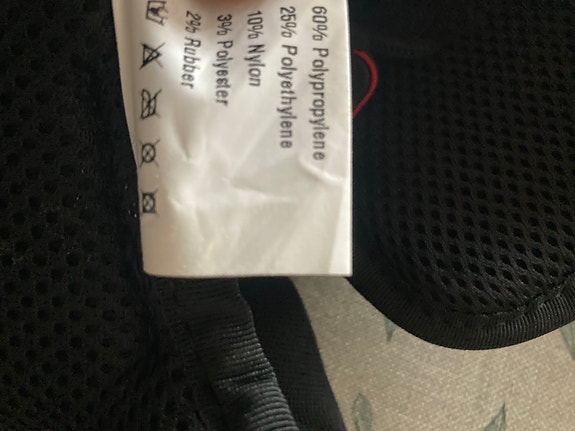 60% Polypropylene
25% Polyethylene
10% Nylon
3% Polyester
2% Rubber